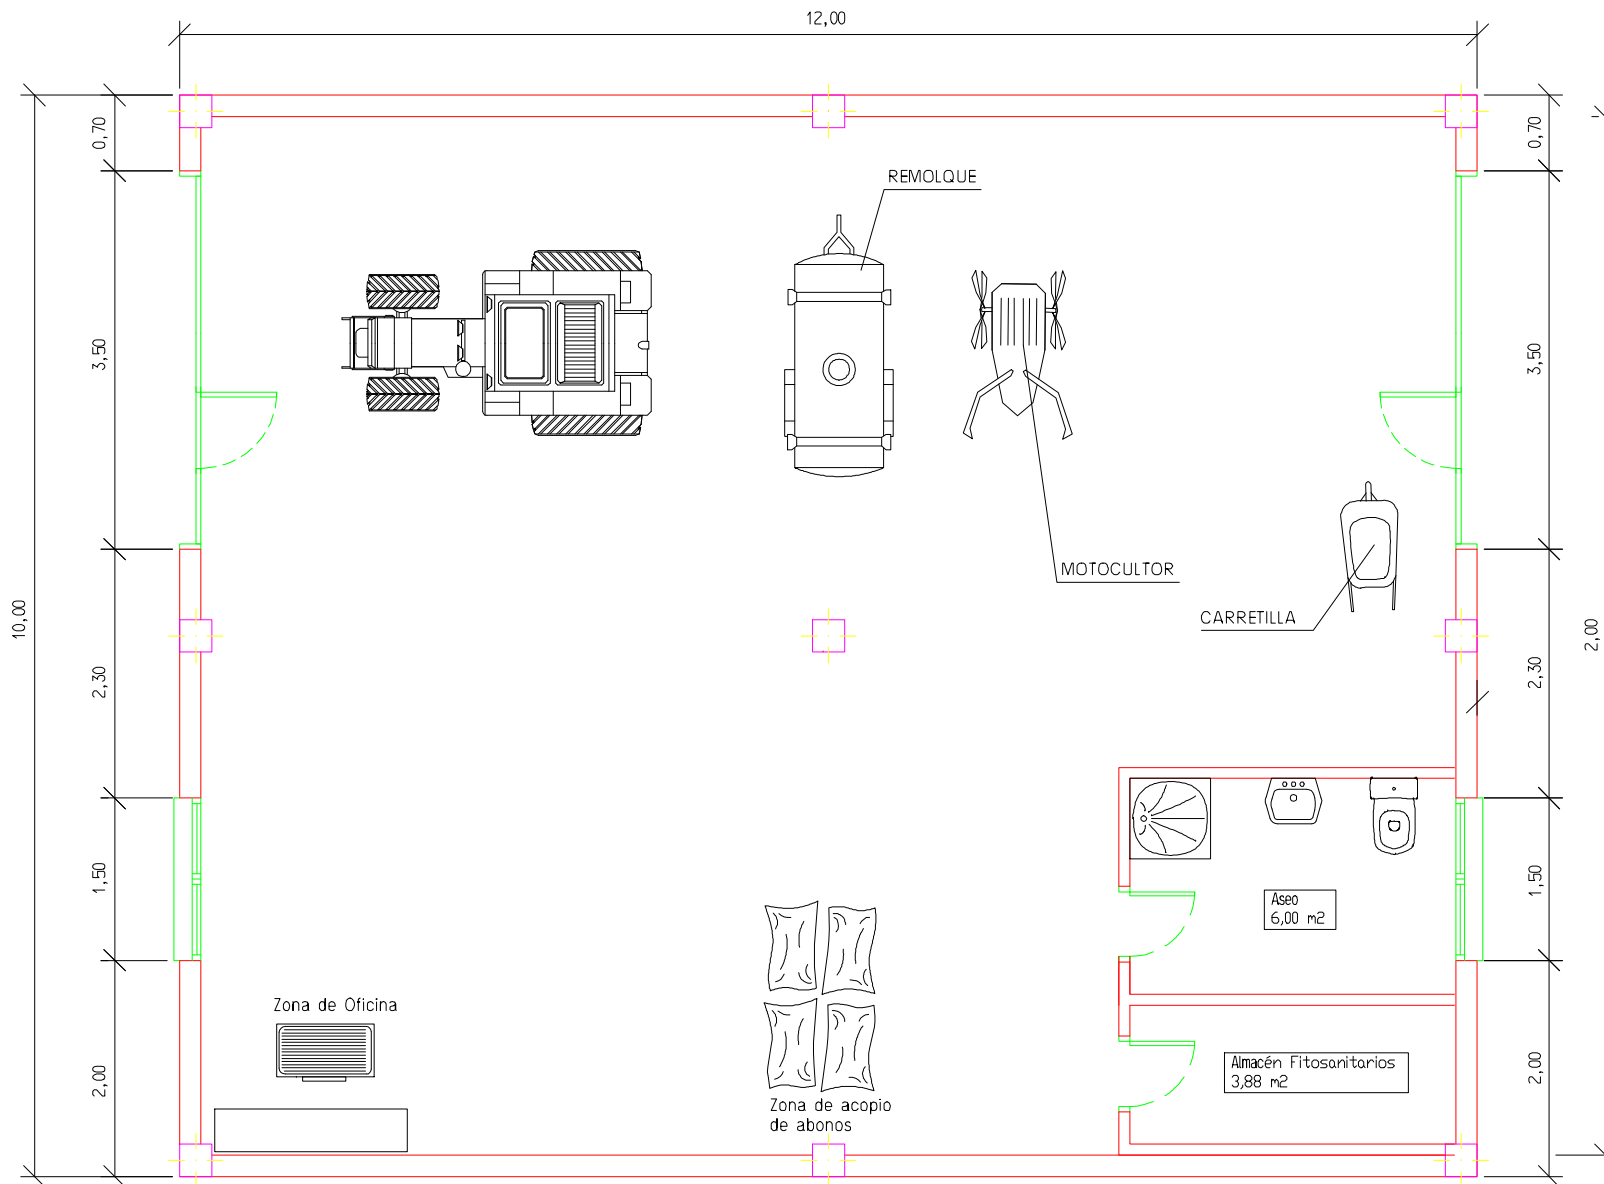 12,00
0,70
0,70
REMOLQUE
3,50
3,50
MOTOCULTOR
CARRETILLA
10,00
2,00
2,30
2,30
1,50
1,50
Aseo
6,00 m2
Zona de Oficina
Almacén Fitosanitarios
3,88 m2
2,00
2,00
Zona de acopio
de abonos